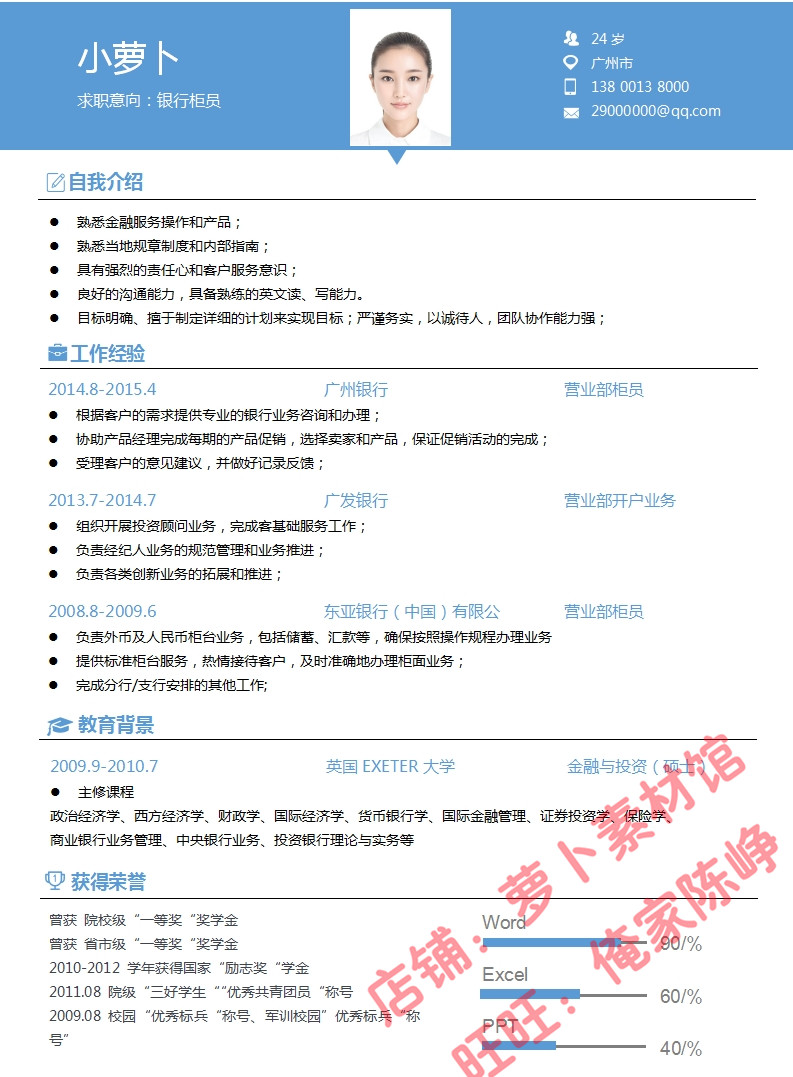 小萝卜
求职意向：银行柜员
24 岁
广州市
138 0013 8000
29000000@qq.com
自我介绍
● 熟悉金融服务操作和产品；
● 熟悉当地规章制度和内部指南；
● 具有强烈的责任心和客户服务意识；
● 良好的沟通能力，具备熟练的英文读、写能力。
● 目标明确、擅于制定详细的计划来实现目标；严谨务实，以诚待人，团队协作能力强；
工作经验
2014.8-2015.4 广州银行 营业部柜员
● 根据客户的需求提供专业的银行业务咨询和办理；
● 协助产品经理完成每期的产品促销，选择卖家和产品，保证促销活动的完成；
● 受理客户的意见建议，并做好记录反馈；
2013.7-2014.7 广发银行 营业部开户业务
● 组织开展投资顾问业务，完成客基础服务工作；
● 负责经纪人业务的规范管理和业务推进；
● 负责各类创新业务的拓展和推进；
2008.8-2009.6 东亚银行（中国）有限公 营业部柜员
● 负责外币及人民币柜台业务，包括储蓄、汇款等，确保按照操作规程办理业务
● 提供标准柜台服务，热情接待客户，及时准确地办理柜面业务；
● 完成分行/支行安排的其他工作;
教育背景
2009.9-2010.7 英国 EXETER 大学 金融与投资（硕士）
● 主修课程
政治经济学、西方经济学、财政学、国际经济学、货币银行学、国际金融管理、证券投资学、保险学、
商业银行业务管理、中央银行业务、投资银行理论与实务等
1 获得荣誉
曾获 院校级“一等奖“奖学金
曾获 省市级“一等奖“奖学金
2010-2012 学年获得国家“励志奖“学金
2011.08 院级“三好学生““优秀共青团员“称号
2009.08 校园“优秀标兵“称号、军训校园”优秀标兵“称
号”
Word 90/%
Excel 60/%
PPT 40/%
店铺：萝卜素材馆
旺旺：俺家陈峥